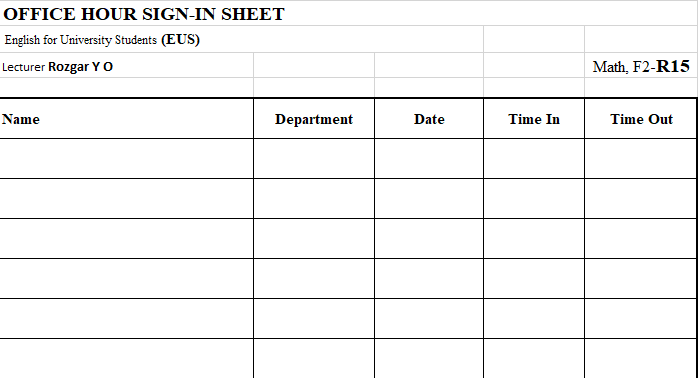 OFFICE HOUR SIGN-IN SHEET
English for University Students (EUS)
Lecturer Rozgar Y O Math, F2-R15
Name Department Date Time In Time Out